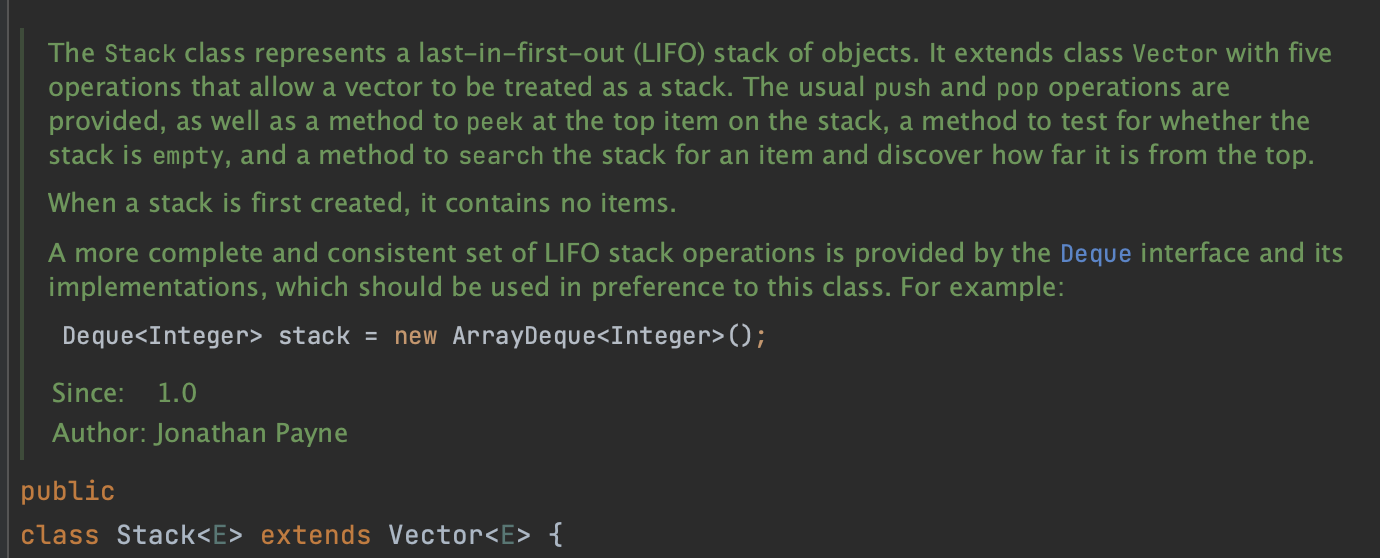 The Stack class represents a last-in-first-out (LIFO) stack of objects. It extends class Vector with five
operations that allow a vector to be treated as a stack. The usual push and pop operations are
provided, as well as a method to peek at the top item on the stack, a method to test for whether the
stack is empty, and a method to search the stack for an item and discover how far it is from the top.
When a stack is first created, it contains no items.
A more complete and consistent set of LIFO stack operations is provided by the Deque interface and its
implementations, which should be used in preference to this class. For example:
Deque<Integer> stack = new ArrayDeque<Integer>();
Since: 1.0
Author: Jonathan Payne
public
class Stack<E> extends Vector<E> {